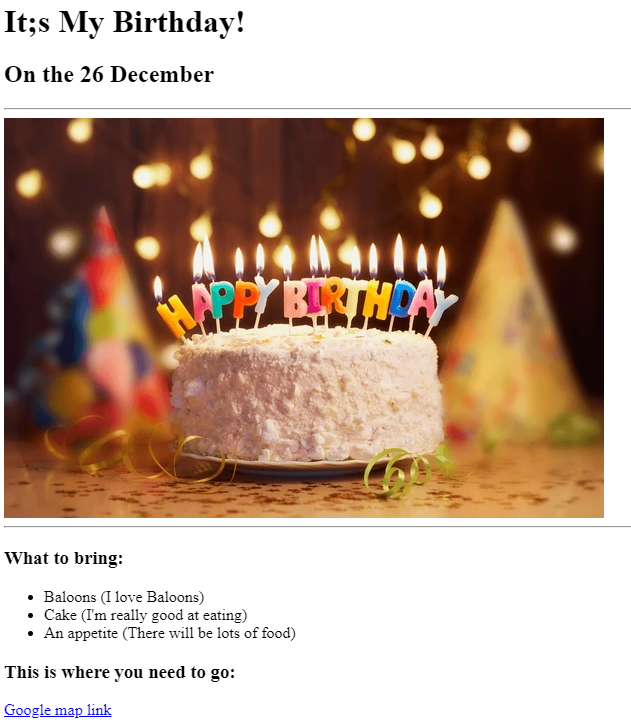 It;s My Birthday!
On the 26 December
HAPPY BIRTHDAY
What to bring:
Baloons (I love Baloons)
Cake (I'm really good at eating)
An appetite (There will be lots of food)
This is where you need to go:
Google map link